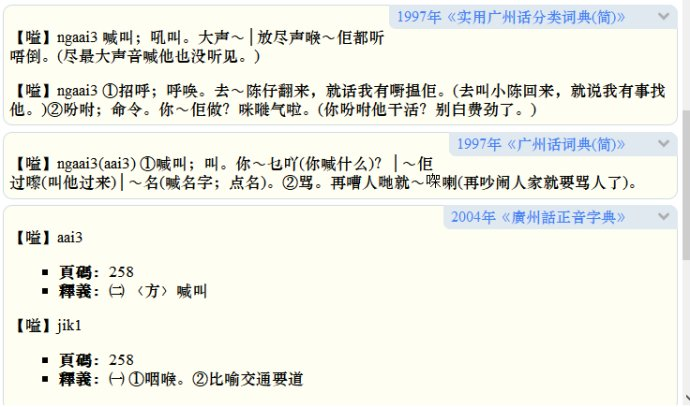 1997年《实用广州话分类词典(简)》
【嗌】ngaai3 喊叫；吼叫。大声～│放尽声喉～佢都听
唔倒。(尽最大声音喊他也没听见。)
【嗌】ngaai3 ①招呼；呼唤。去～陈仔翻来，就话我有嘢揾佢。(去叫小陈回来，就说我有事找
他。)②吩咐；命令。你～佢做？咪嘥气啦。(你吩咐他干活？别白费劲了。)
1997年《广州话词典(简)》
【嗌】ngaai3(aai3) ①喊叫；叫。你～乜吖(你喊什么)？│～佢
过嚟(叫他过来)│～名(喊名字；点名)。②骂。再嘈人哋就～㗎喇(再吵闹人家就要骂人了)。
2004年《廣州話正音字典》
【嗌】aai3
頁碼：258
釋義：㈡〈方〉喊叫
【嗌】jik1
頁碼：258
釋義：㈠①咽喉。②比喻交通要道